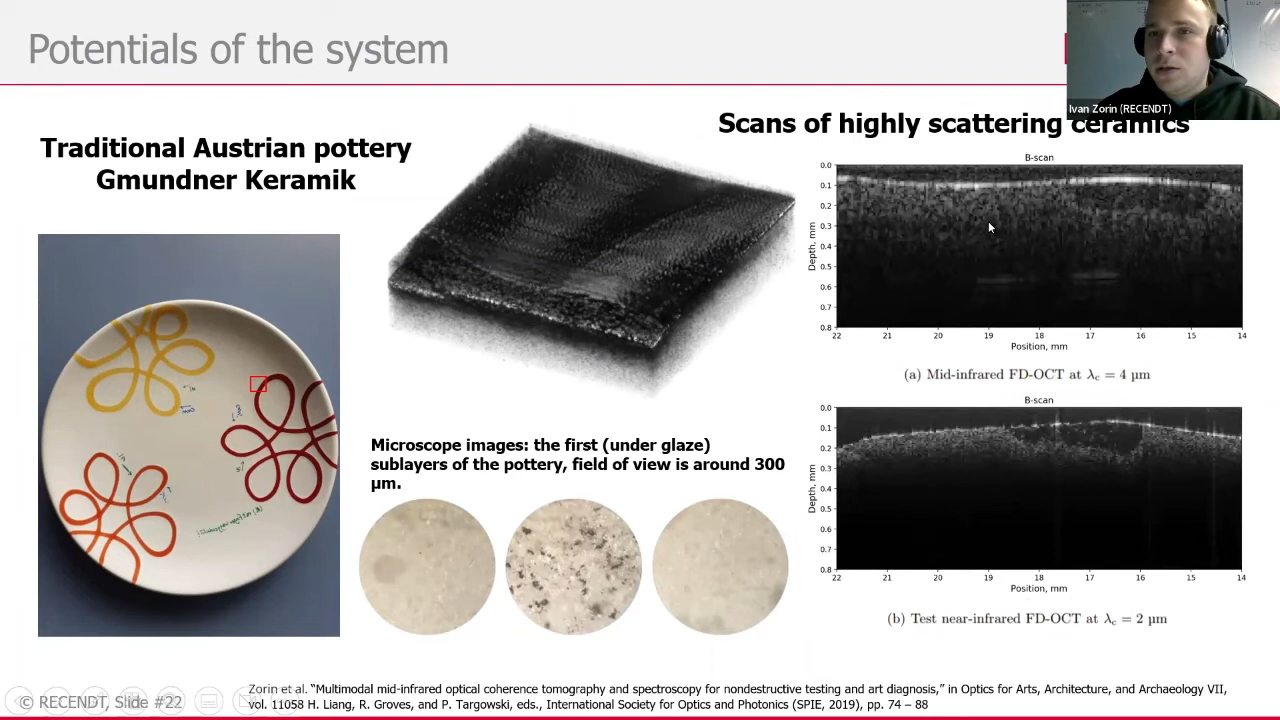 Potentials of the system
Ivan Zorin (RECENDT)
Traditional Austrian pottery
Gmundner Keramik
Scans of highly scattering ceramics
B-scan
0.0
0.1
0.2
0.3
0.4
0.5
0.6
0.7
0.8
Depth, mm
22 21 20 19 18 17 16 15 14
Position, mm
(a) Mid-infrared FD-OCT at λc = 4 μm
B-scan
0.0
0.1
0.2
0.3
0.4
0.5
0.6
0.7
0.8
Depth, mm
22 21 20 19 18 17 16 15 14
Position, mm
(b) Test near-infrared FD-OCT at λc = 2 μm
Microscope images: the first (under glaze)
sublayers of the pottery, field of view is around 300
μm.
© RECENDT, Slide #22
Zorin et al. “Multimodal mid-infrared optical coherence tomography and spectroscopy for nondestructive testing and art diagnosis,” in Optics for Arts, Architecture, and Archaeology VII,
vol. 11058 H. Liang, R. Groves, and P. Targowski, eds., International Society for Optics and Photonics (SPIE, 2019), pp. 74 – 88